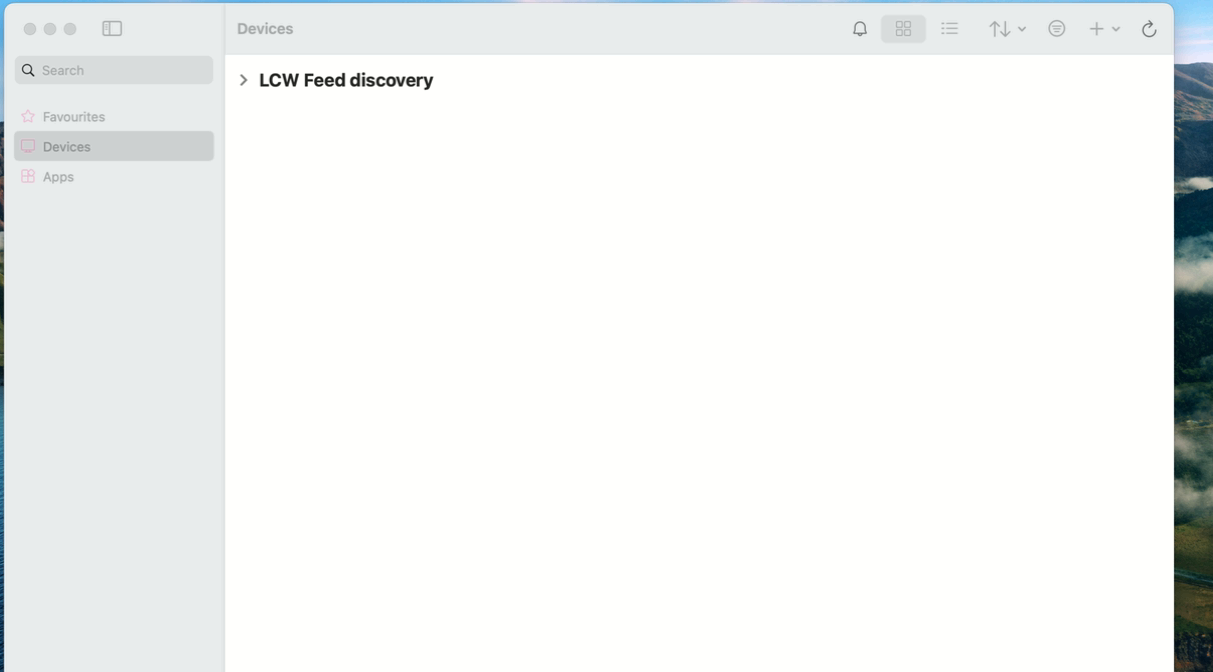 Devices
Search
LCW Feed discovery
Favourites
Devices
Apps